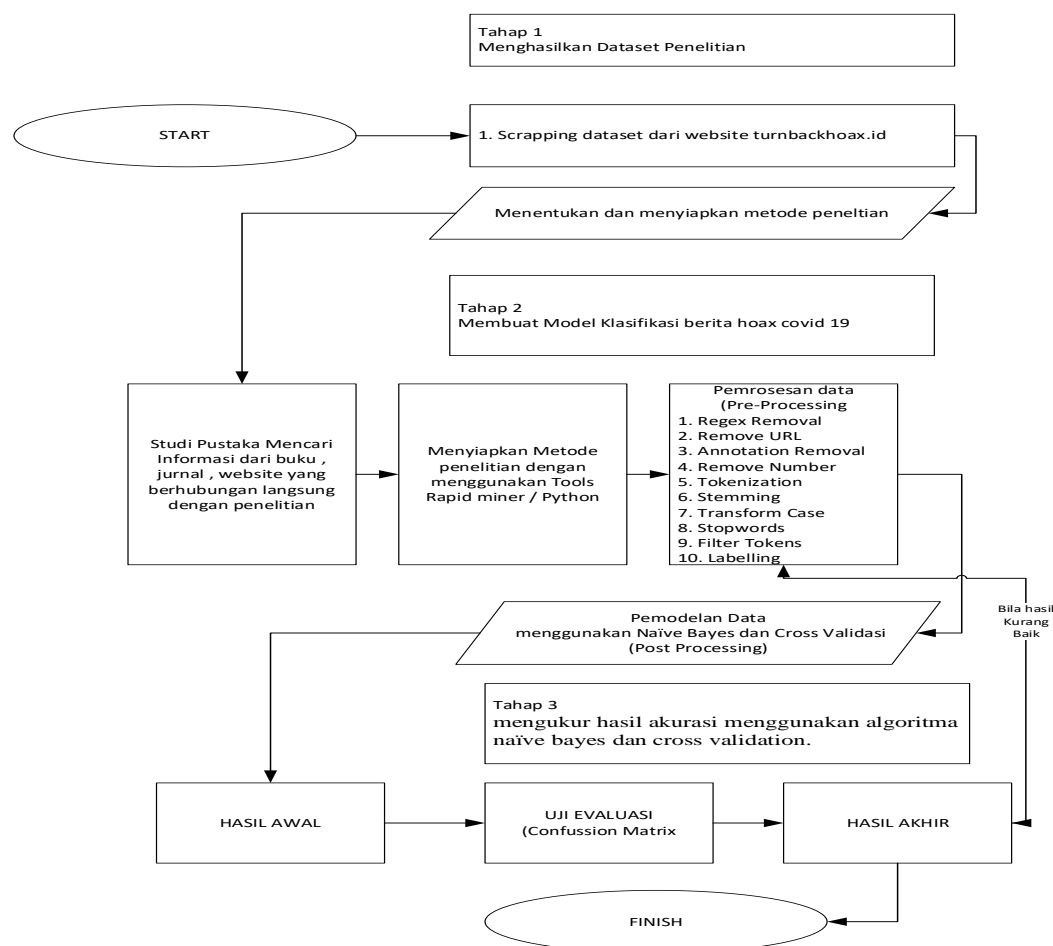 Tahap 1
Menghasilkan Dataset Penelitian
START
1. Scrapping dataset dari website turnbackhoax.id
Menentukan dan menyiapkan metode peneltian
Tahap 2
Membuat Model Klasifikasi berita hoax covid 19
Studi Pustaka Mencari
Informasi dari buku ,
jurnal , website yang
berhubungan langsung
dengan penelitian
Menyiapkan Metode
penelitian dengan
menggunakan Tools
Rapid miner / Python
Pemrosesan data
(Pre-Processing
1. Regex Removal
2. Remove URL
3. Annotation Removal
4. Remove Number
5. Tokenization
6. Stemming
7. Transform Case
8. Stopwords
9. Filter Tokens
10. Labelling
Bila hasil
Kurang
Baik
Pemodelan Data
menggunakan Naïve Bayes dan Cross Validasi
(Post Processing)
Tahap 3
mengukur hasil akurasi menggunakan algoritma
naïve bayes dan cross validation.
HASIL AWAL
UJI EVALUASI
(Confussion Matrix
HASIL AKHIR
FINISH